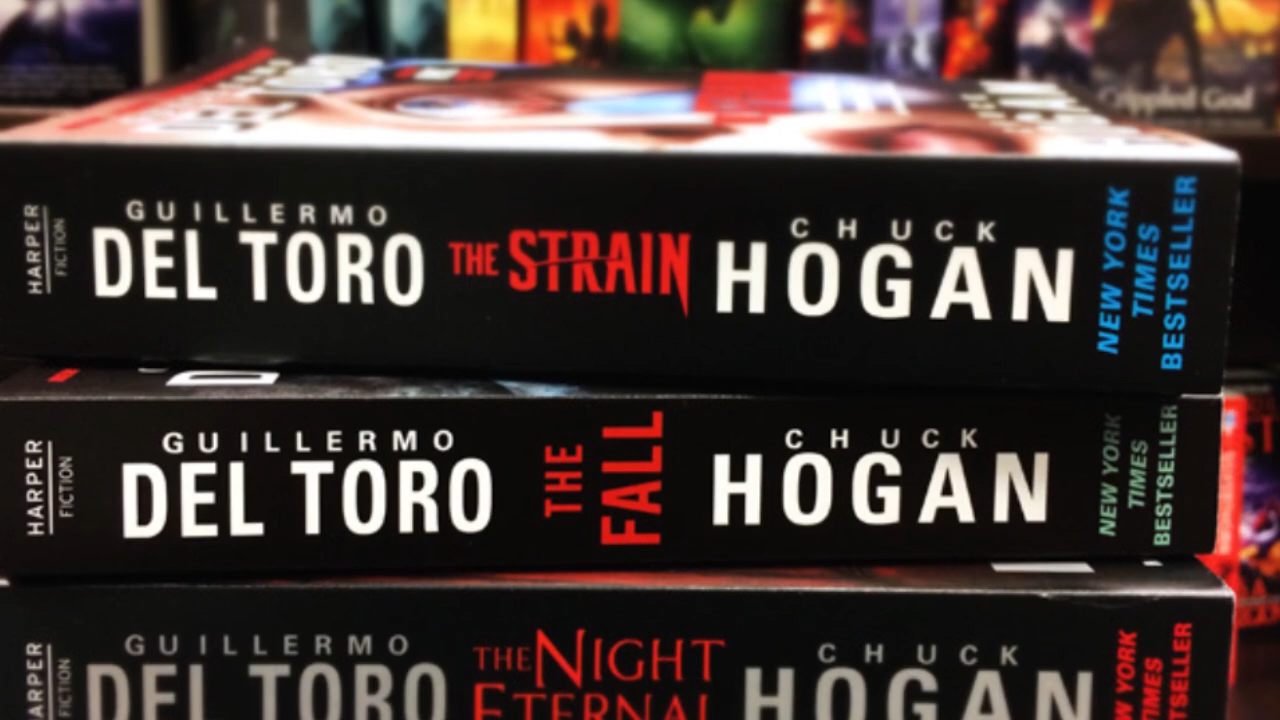 Crippled God
HARPER
FICTION
GUILLERMO
DEL TORO
THE STRAIN
CHUCK
HOGAN
NEW YORK
TIMES
BESTSELLER
HARPER
FICTION
GUILLERMO
DEL TORO
THE
FALL
CHUCK
HOGAN
NEW YORK
TIMES
BESTSELLER
HARPER
FICTION
GUILLERMO
DEL TORO
THE NIGHT
ETERNAL
CHUCK
HOGAN
YORK
TIMES